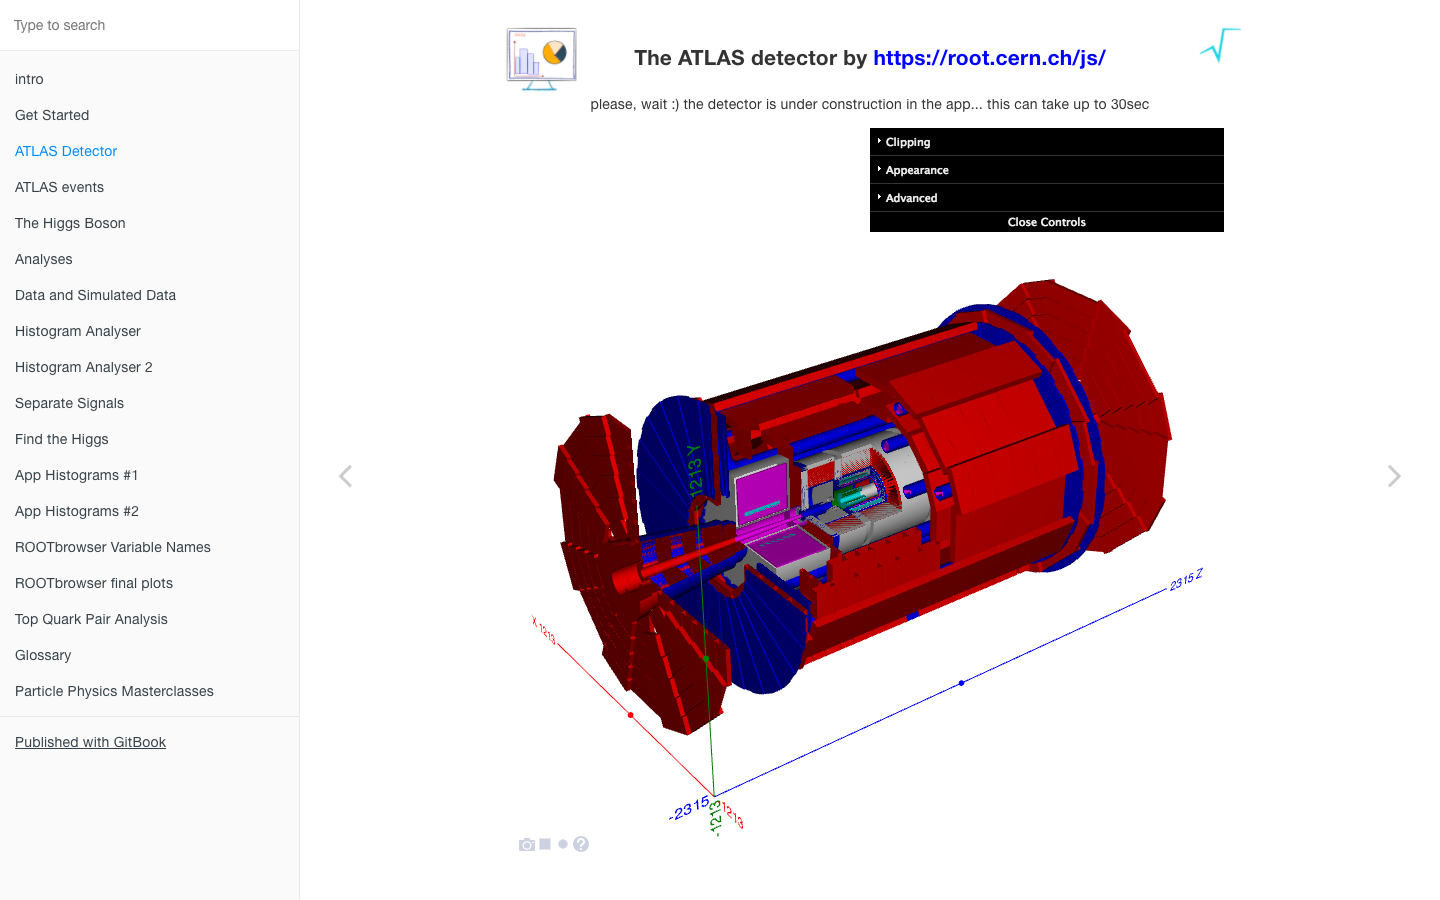 Type to search
intro
Get Started
ATLAS Detector
ATLAS events
The Higgs Boson
Analyses
Data and Simulated Data
Histogram Analyser
Histogram Analyser 2
Separate Signals
Find the Higgs
App Histograms #1
App Histograms #2
ROOTbrowser Variable Names
ROOTbrowser final plots
Top Quark Pair Analysis
Glossary
Particle Physics Masterclasses
Published with GitBook
The ATLAS detector by https://root.cern.ch/js/
please, wait :) the detector is under construction in the app... this can take up to 30sec
Clipping
Appearance
Advanced
Close Controls
1213 Y
2315 Z
X 1213
-2315
-1213